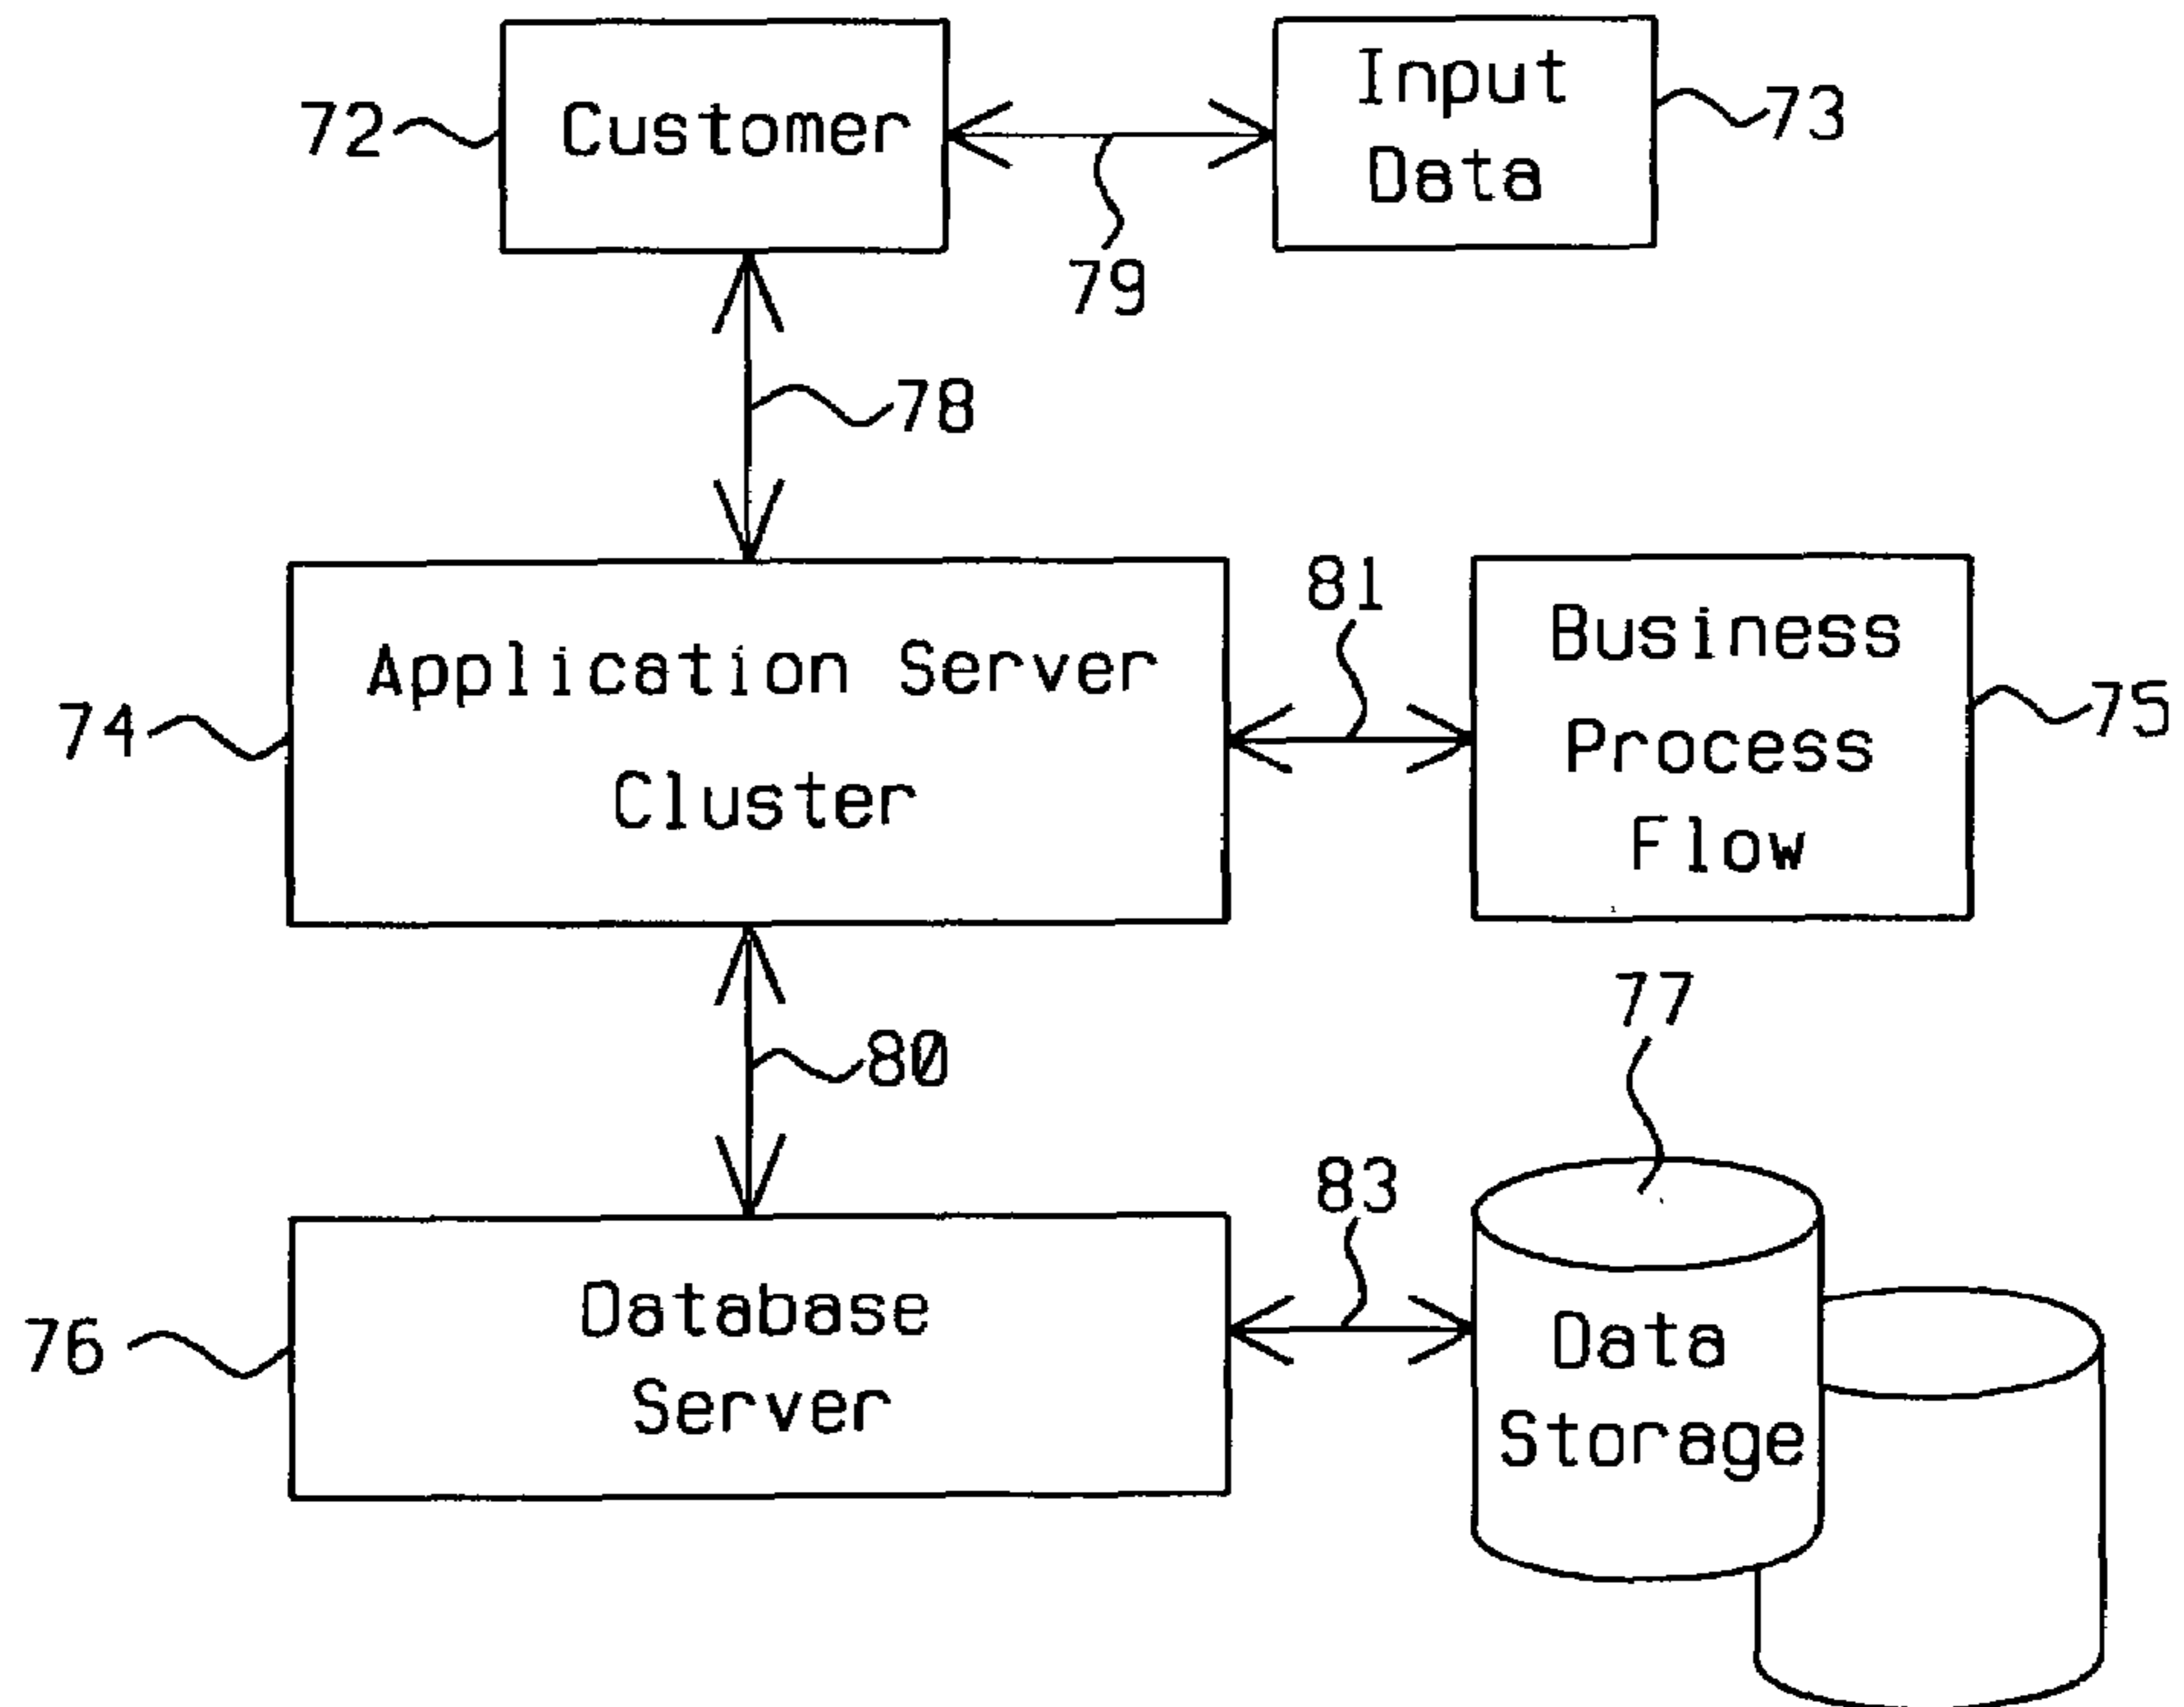 72
Customer
Input
Data
73
79
78
74
Application Server
Cluster
81
Business
Process
Flow
75
80
77
76
Database
Server
83
Data
Storage